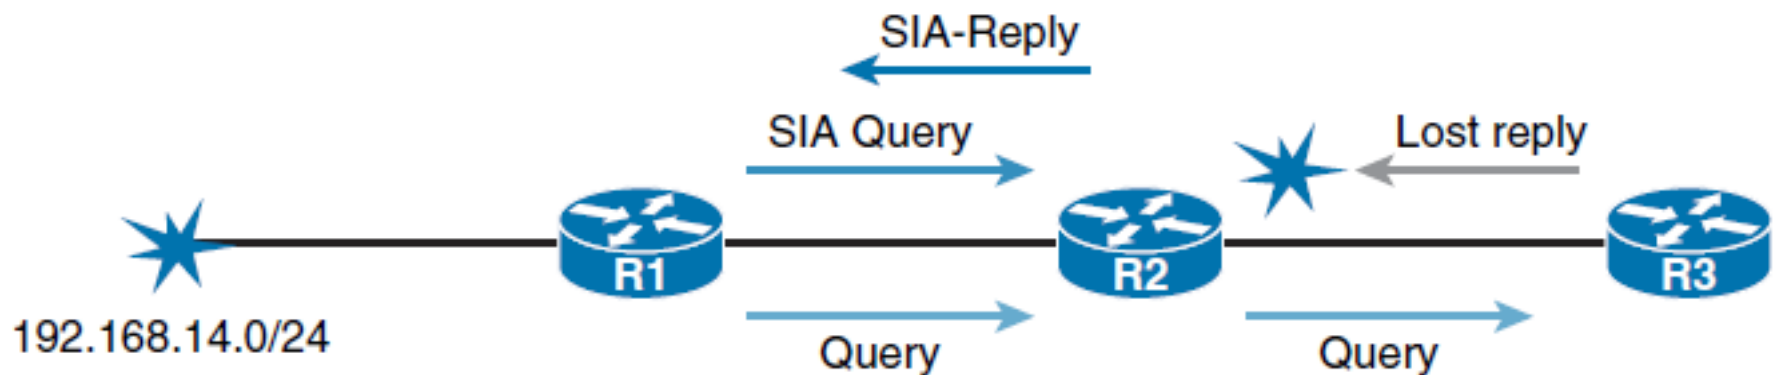 SIA-Reply
SIA Query
Lost reply
R1
R2
R3
192.168.14.0/24
Query
Query